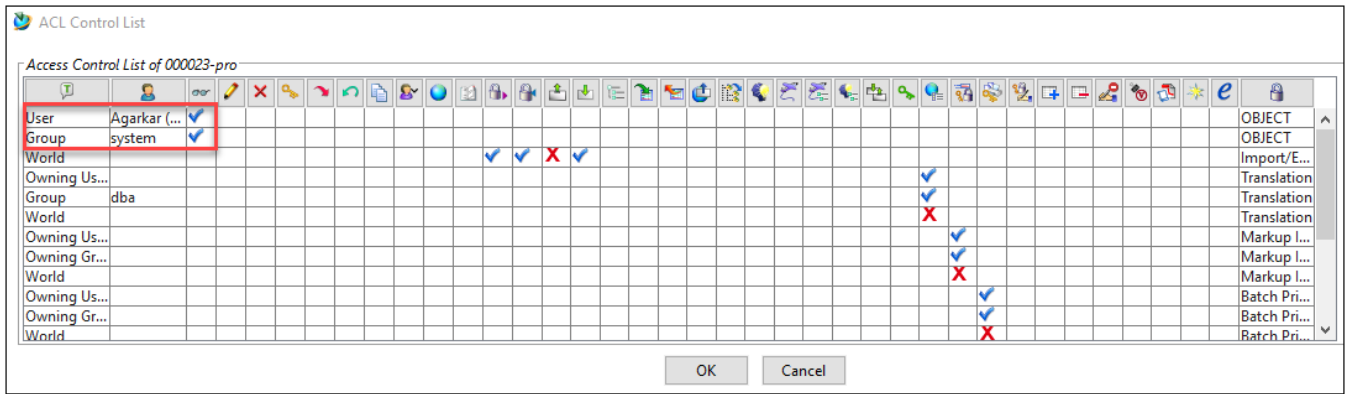 ACL Control List
Access Control List of 000023-pro
User Agarkar (... OBJECT
Group system OBJECT
World Import/E...
Owning Us... Translation
Group dba Translation
World Translation
Owning Us... Markup I...
Owning Gr... Markup I...
World Markup I...
Owning Us... Batch Pri...
Owning Gr... Batch Pri...
World Batch Pri...
OK Cancel